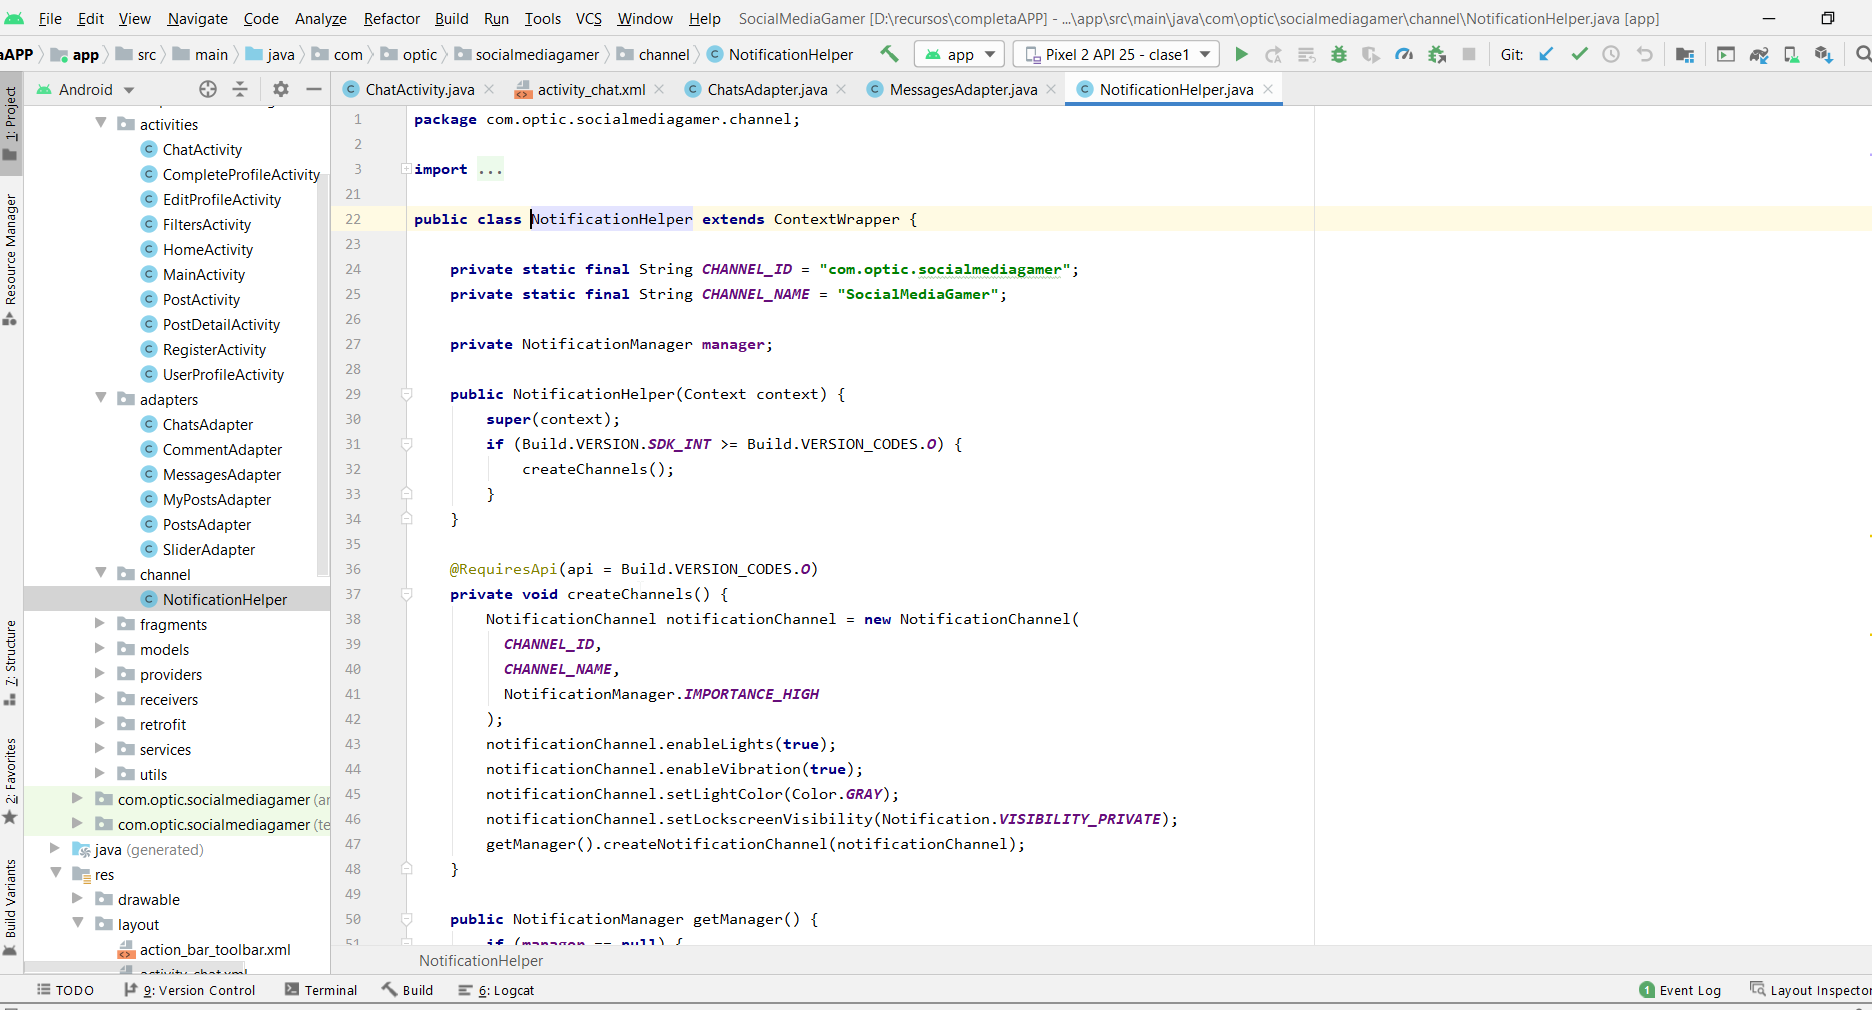 File Edit View Navigate Code Analyze Refactor Build Run Tools VCS Window Help SocialMediaGamer [D:\recursos\completaAPP] - ...\app\src\main\java\com\optic\socialmediagamer\channel\NotificationHelper.java [app]
aAPP app src main java com optic socialmediagamer channel NotificationHelper app Pixel 2 API 25 - clase1 Git:
Android ChatActivity.java activity_chat.xml ChatsAdapter.java MessagesAdapter.java NotificationHelper.java
1: Project
Resource Manager
7: Structure
2: Favorites
Build Variants
activities
ChatActivity
CompleteProfileActivity
EditProfileActivity
FiltersActivity
HomeActivity
MainActivity
PostActivity
PostDetailActivity
RegisterActivity
UserProfileActivity
adapters
ChatsAdapter
CommentAdapter
MessagesAdapter
MyPostsAdapter
PostsAdapter
SliderAdapter
channel
NotificationHelper
fragments
models
providers
receivers
retrofit
services
utils
com.optic.socialmediagamer (ar
com.optic.socialmediagamer (te
java (generated)
res
drawable
layout
action_bar_toolbar.xml
activity_chat.xml
1 package com.optic.socialmediagamer.channel;
2
3 import ...
21
22 public class NotificationHelper extends ContextWrapper {
23
24 private static final String CHANNEL_ID = "com.optic.socialmediagamer";
25 private static final String CHANNEL_NAME = "SocialMediaGamer";
26
27 private NotificationManager manager;
28
29 public NotificationHelper(Context context) {
30 super(context);
31 if (Build.VERSION.SDK_INT >= Build.VERSION_CODES.O) {
32 createChannels();
33 }
34 }
35
36 @RequiresApi(api = Build.VERSION_CODES.O)
37 private void createChannels() {
38 NotificationChannel notificationChannel = new NotificationChannel(
39 CHANNEL_ID,
40 CHANNEL_NAME,
41 NotificationManager.IMPORTANCE_HIGH
42 );
43 notificationChannel.enableLights(true);
44 notificationChannel.enableVibration(true);
45 notificationChannel.setLightColor(Color.GRAY);
46 notificationChannel.setLockscreenVisibility(Notification.VISIBILITY_PRIVATE);
47 getManager().createNotificationChannel(notificationChannel);
48 }
49
50 public NotificationManager getManager() {
51 if (manager == null) {
NotificationHelper
TODO 9: Version Control Terminal Build 6: Logcat 1 Event Log Layout Inspector